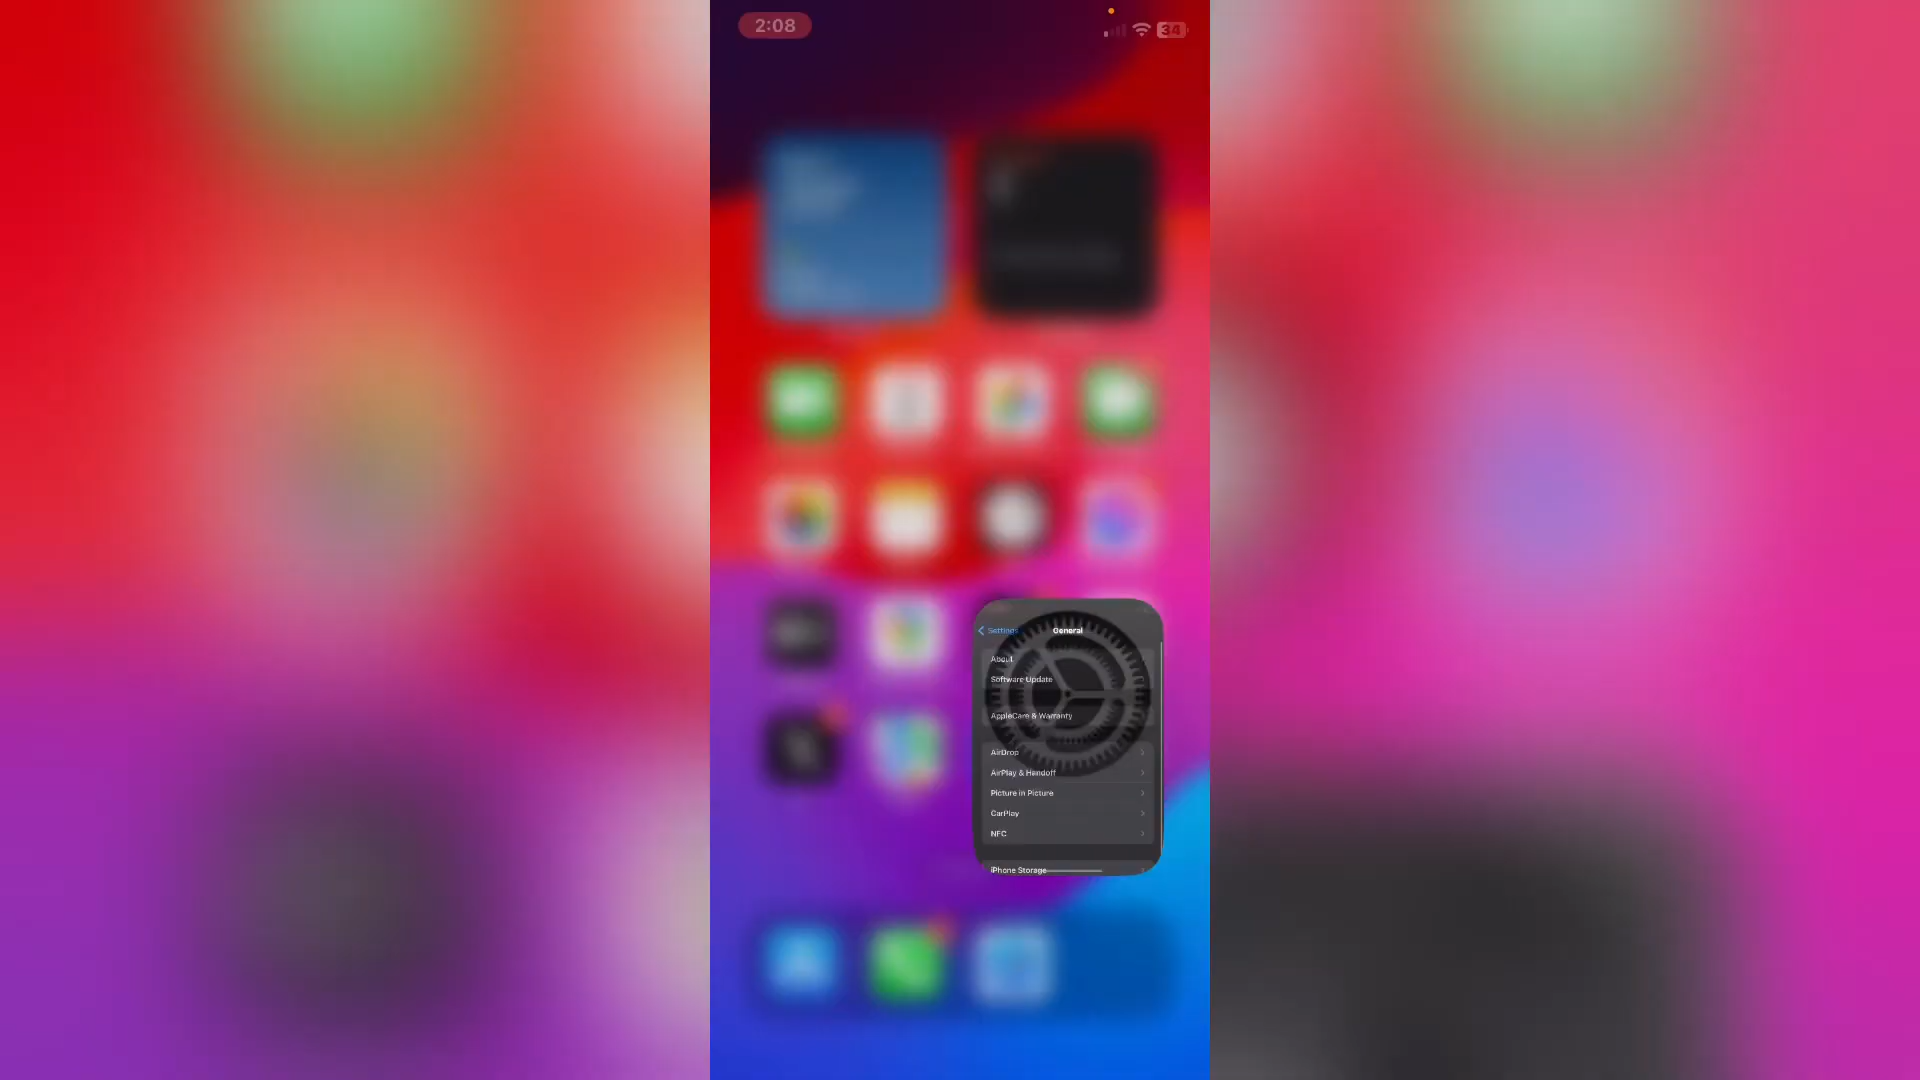 2:08
34
Settings
General
About
Software Update
AppleCare & Warranty
AirDrop
AirPlay & Handoff
Picture in Picture
CarPlay
NFC
iPhone Storage